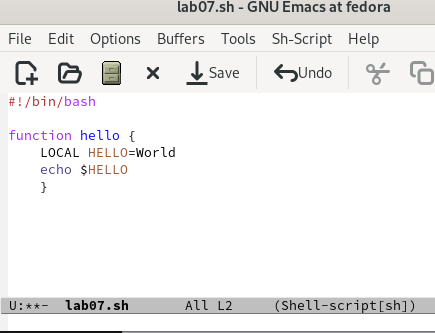 lab07.sh - GNU Emacs at fedora
File Edit Options Buffers Tools Sh-Script Help
Save Undo
#!/bin/bash
function hello {
LOCAL HELLO=World
echo $HELLO
}
U:**- lab07.sh All L2 (Shell-script[sh])